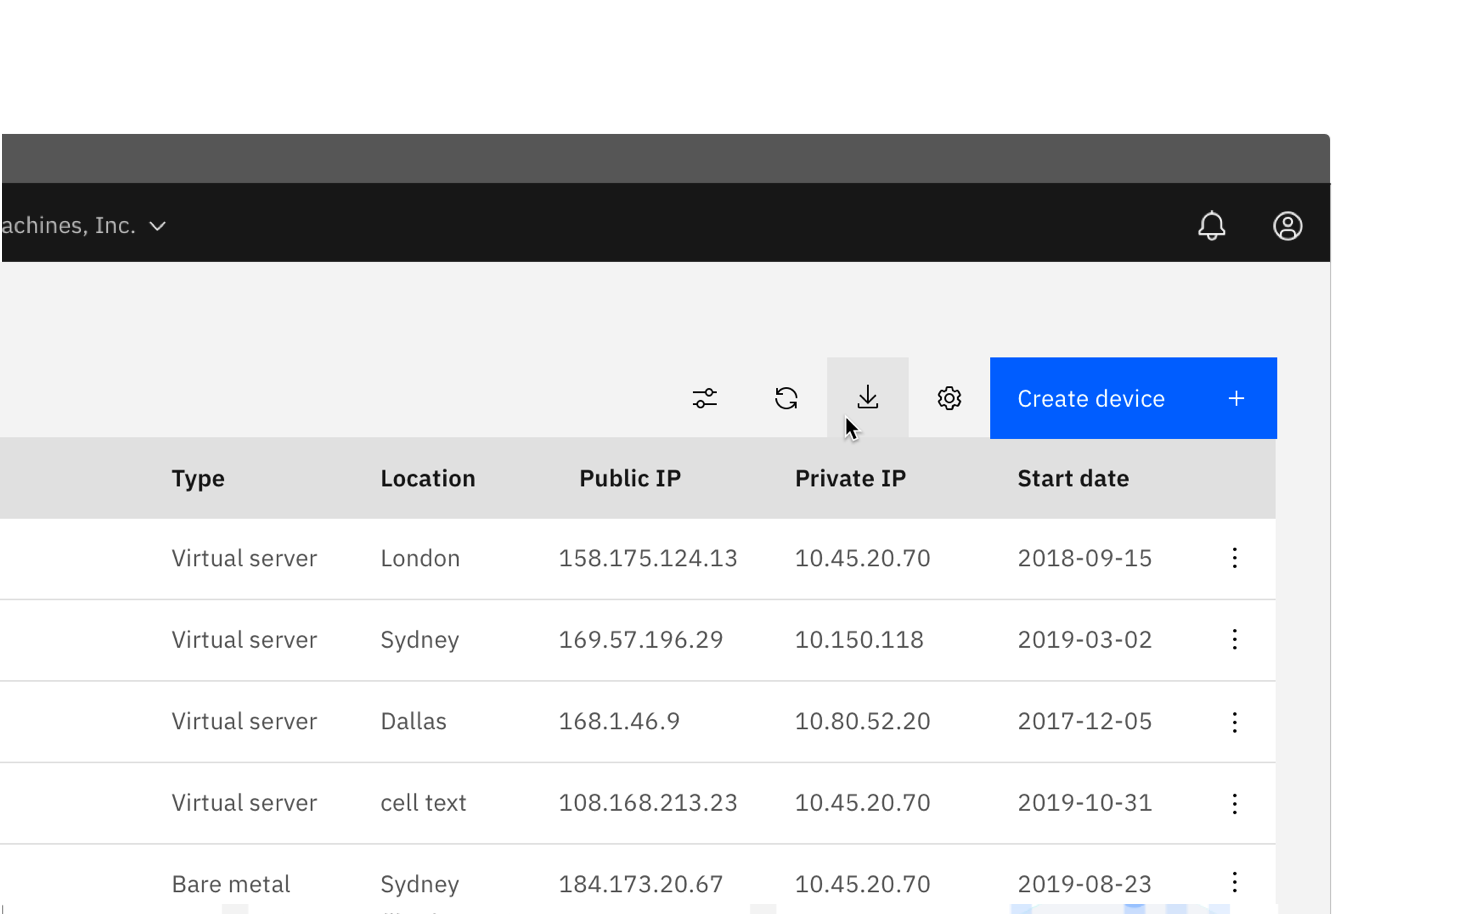 achines, Inc.
Create device +
Type Location Public IP Private IP Start date
Virtual server London 158.175.124.13 10.45.20.70 2018-09-15
Virtual server Sydney 169.57.196.29 10.150.118 2019-03-02
Virtual server Dallas 168.1.46.9 10.80.52.20 2017-12-05
Virtual server cell text 108.168.213.23 10.45.20.70 2019-10-31
Bare metal Sydney 184.173.20.67 10.45.20.70 2019-08-23